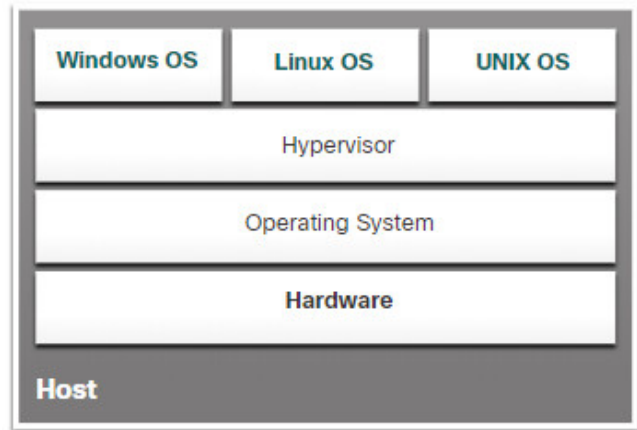 Windows OS
Linux OS
UNIX OS
Hypervisor
Operating System
Hardware
Host